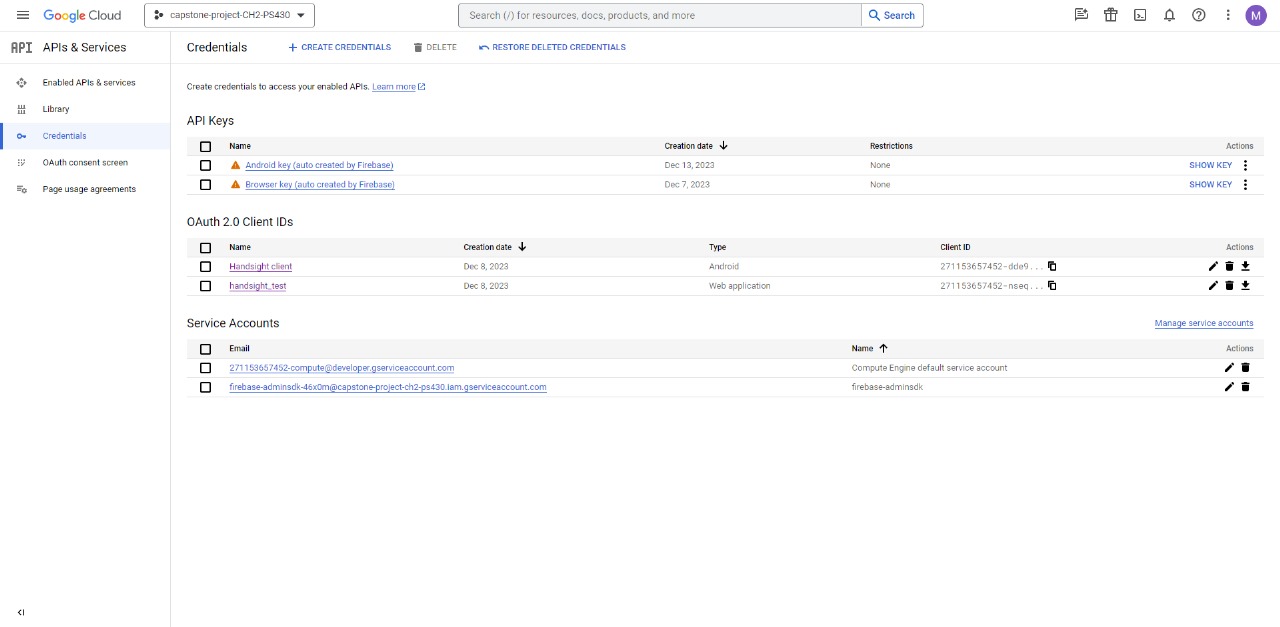 Google Cloud capstone-project-CH2-PS430 Search (/) for resources, docs, products, and more Search M
API APIs & Services Credentials + CREATE CREDENTIALS DELETE RESTORE DELETED CREDENTIALS
Enabled APIs & services
Library
Credentials
OAuth consent screen
Page usage agreements
Create credentials to access your enabled APIs. Learn more
API Keys
Name Creation date Restrictions Actions
Android key (auto created by Firebase) Dec 13, 2023 None SHOW KEY
Browser key (auto created by Firebase) Dec 7, 2023 None SHOW KEY
OAuth 2.0 Client IDs
Name Creation date Type Client ID Actions
Handsight client Dec 8, 2023 Android 271153657452-dde9...
handsight_test Dec 8, 2023 Web application 271153657452-nseq...
Service Accounts Manage service accounts
Email Name Actions
271153657452-compute@developer.gserviceaccount.com Compute Engine default service account
firebase-adminsdk-46x0m@capstone-project-ch2-ps430.iam.gserviceaccount.com firebase-adminsdk